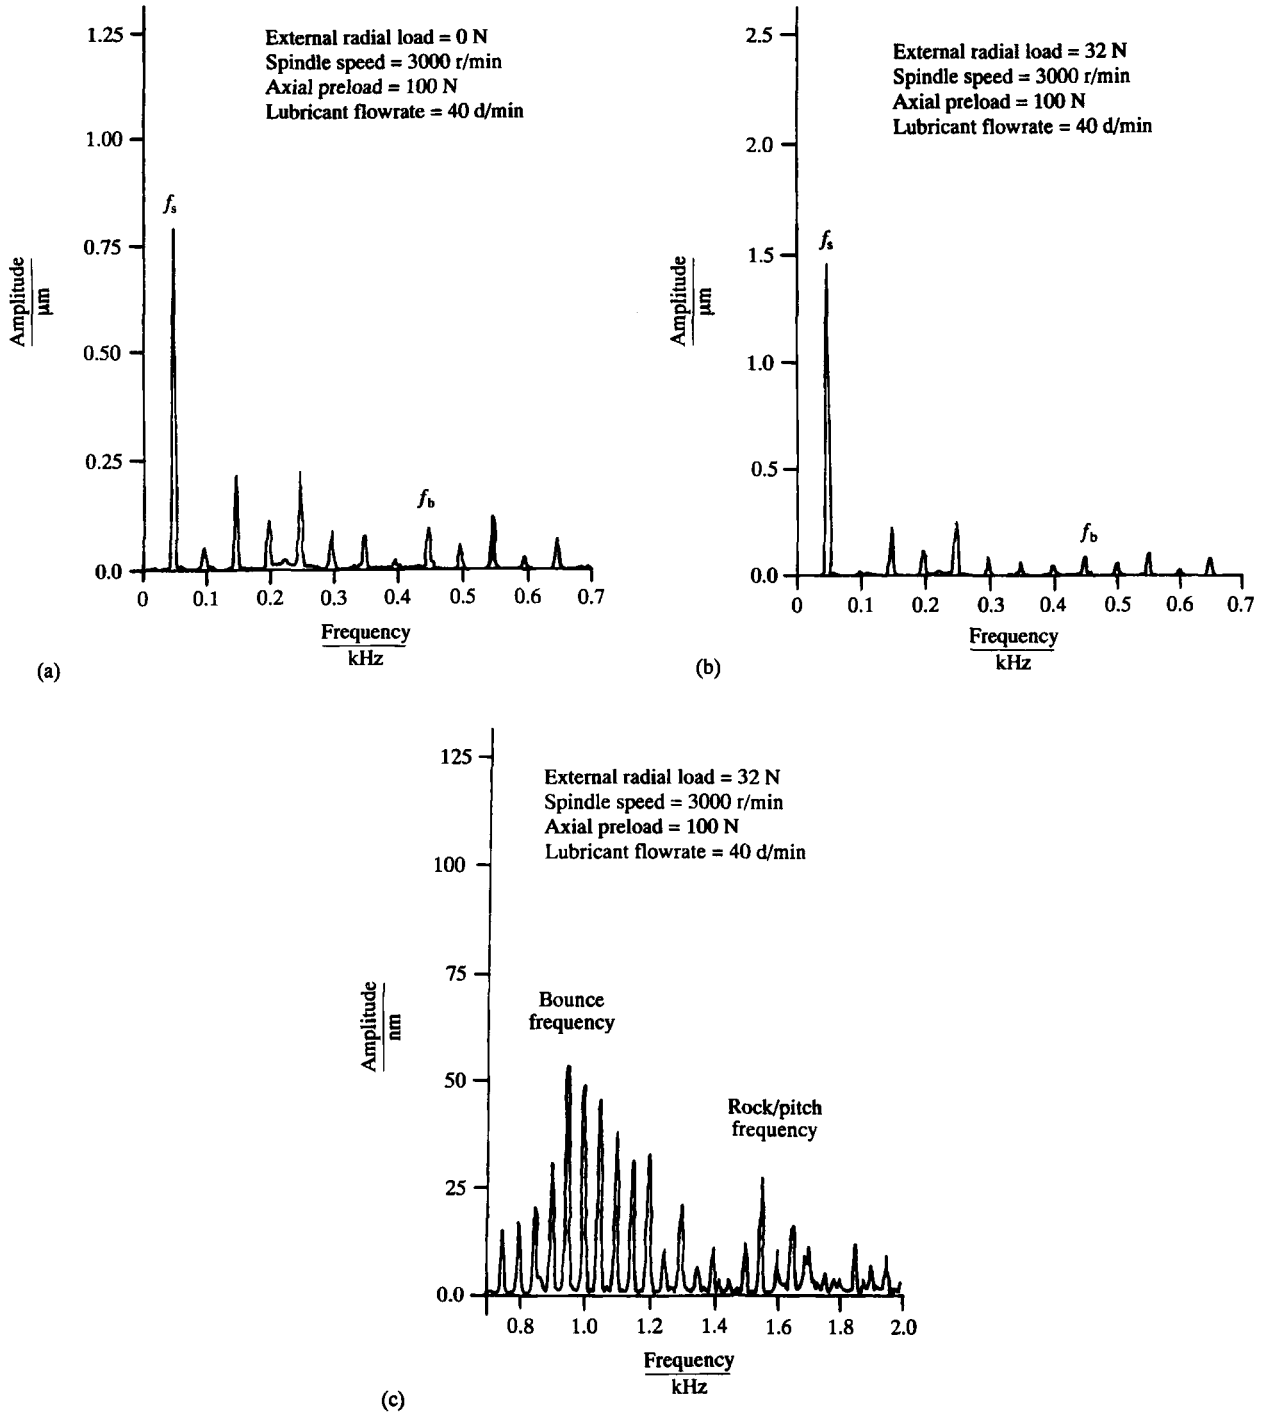 External radial load = 0 N
Spindle speed = 3000 r/min
Axial preload = 100 N
Lubricant flowrate = 40 d/min
1.25
1.00
0.75
0.50
0.25
0.0
Amplitude
µm
fs
fb
0 0.1 0.2 0.3 0.4 0.5 0.6 0.7
Frequency
kHz
(a)
External radial load = 32 N
Spindle speed = 3000 r/min
Axial preload = 100 N
Lubricant flowrate = 40 d/min
2.5
2.0
1.5
1.0
0.5
0.0
Amplitude
µm
fs
fb
0 0.1 0.2 0.3 0.4 0.5 0.6 0.7
Frequency
kHz
(b)
External radial load = 32 N
Spindle speed = 3000 r/min
Axial preload = 100 N
Lubricant flowrate = 40 d/min
125
100
75
50
25
0.0
Amplitude
nm
Bounce
frequency
Rock/pitch
frequency
0.8 1.0 1.2 1.4 1.6 1.8 2.0
Frequency
kHz
(c)